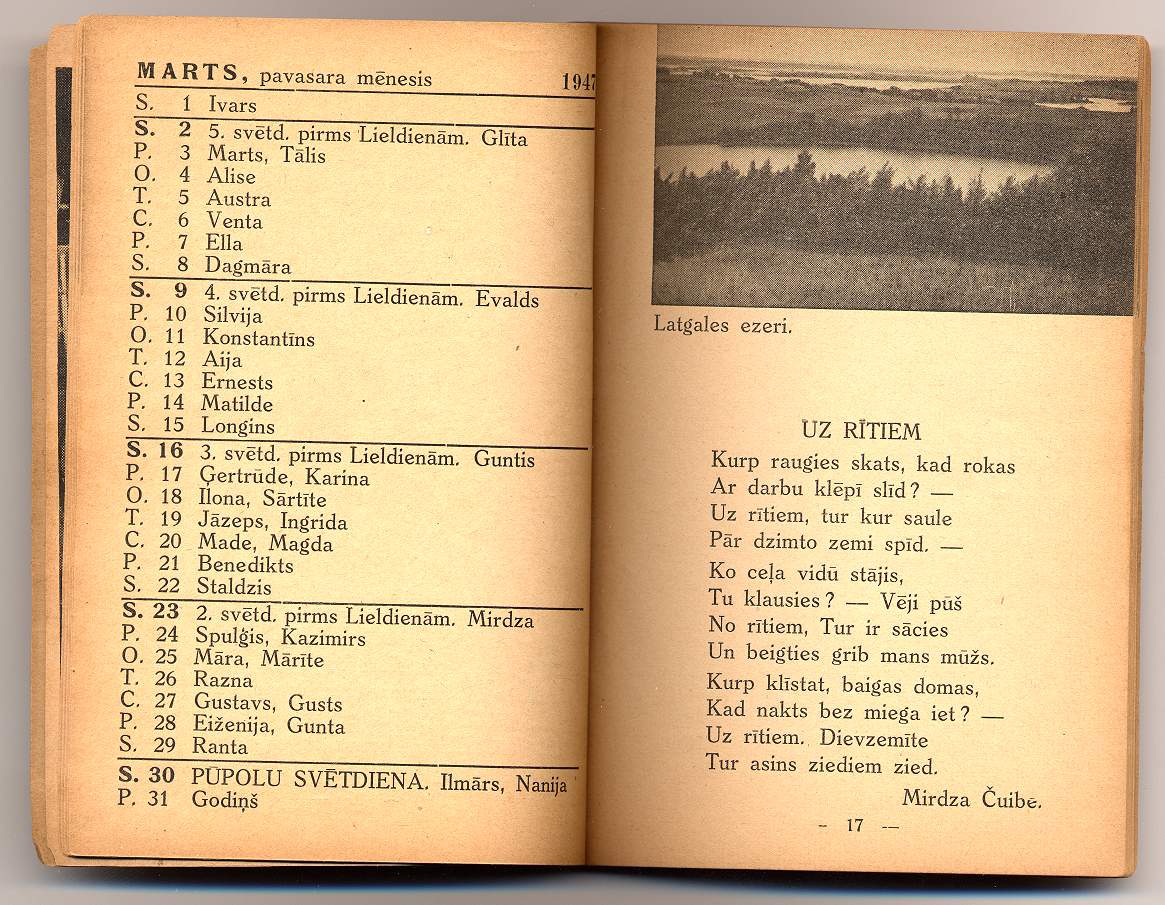 MARTS, pavasara mēnesis 1947
S. 1 Ivars
S. 2 5. svētd. pirms Lieldienām. Glīta
P. 3 Marts, Tālis
O. 4 Alise
T. 5 Austra
C. 6 Venta
P. 7 Ella
S. 8 Dagmāra
S. 9 4. svētd. pirms Lieldienām. Evalds
P. 10 Silvija
O. 11 Konstantīns
T. 12 Aija
C. 13 Ernests
P. 14 Matilde
S. 15 Longins
S. 16 3. svētd. pirms Lieldienām. Guntis
P. 17 Ģertrūde, Karina
O. 18 Ilona, Sārtīte
T. 19 Jāzeps, Ingrida
C. 20 Made, Magda
P. 21 Benedikts
S. 22 Staldzis
S. 23 2. svētd. pirms Lieldienām. Mirdza
P. 24 Spulģis, Kazimirs
O. 25 Māra, Mārīte
T. 26 Razna
C. 27 Gustavs, Gusts
P. 28 Eiženija, Gunta
S. 29 Ranta
S. 30 PŪPOLU SVĒTDIENA. Ilmārs, Nanija
P. 31 Godiņš
Latgales ezeri.
UZ RĪTIEM
Kurp raugies skats, kad rokas
Ar darbu klēpī slīd? —
Uz rītiem, tur kur saule
Pār dzimto zemi spīd. —
Ko ceļa vidū stājis,
Tu klausies? — Vēji pūš
No rītiem, Tur ir sācies
Un beigties grib mans mūžs.
Kurp klīstat, baigas domas,
Kad nakts bez miega iet? —
Uz rītiem. Dievzemīte
Tur asins ziediem zied.
Mirdza Čuibe.
– 17 —